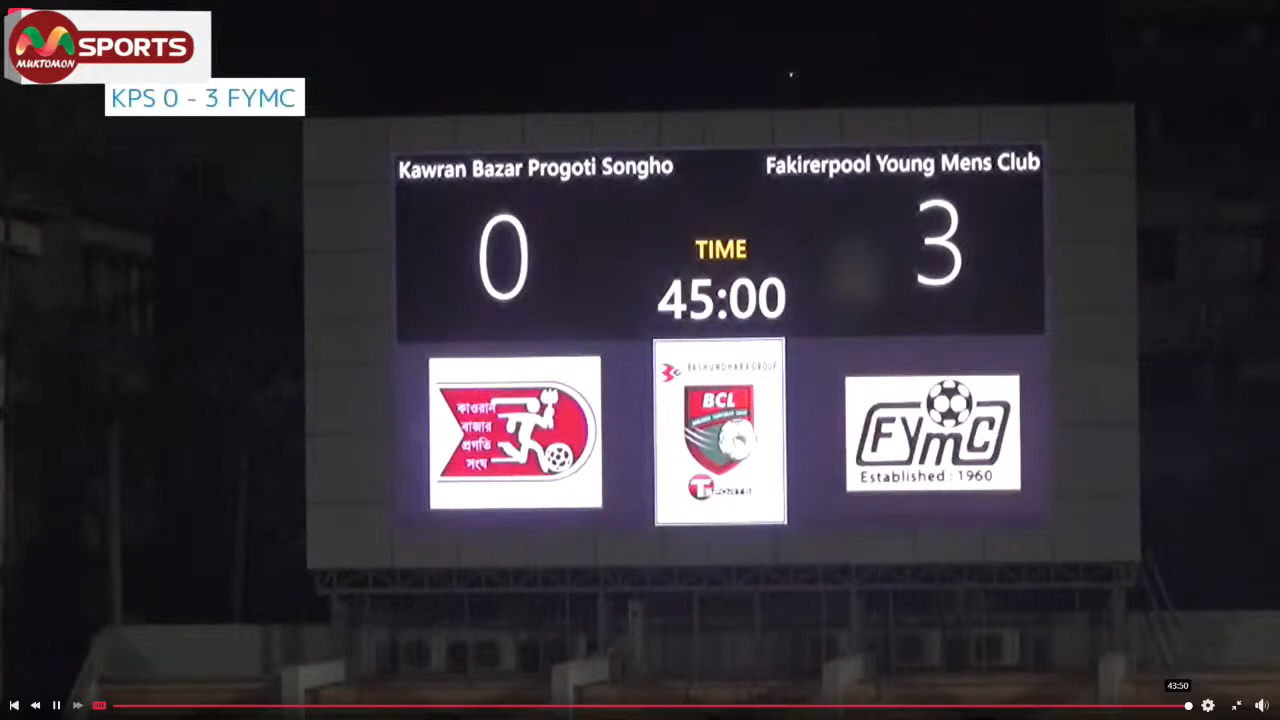 MUKTOMON SPORTS
KPS 0 - 3 FYMC
Kawran Bazar Progoti Songho
Fakirerpool Young Mens Club
0
3
TIME
45:00
কাওরান
বাজার
প্রগতি
সংঘ
BASHUNDHARA GROUP
BCL
T SPORTS
FYMC
Established : 1960
43:50